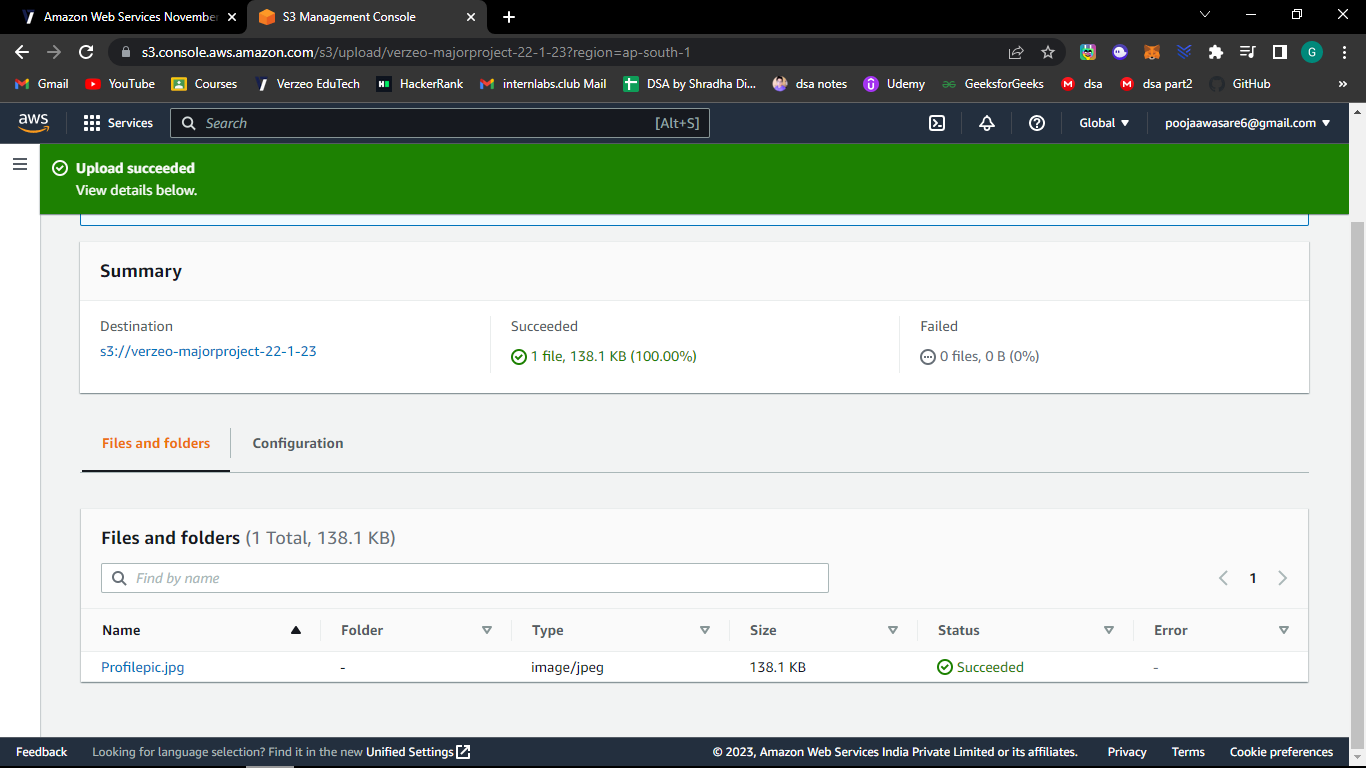 Amazon Web Services November
S3 Management Console
s3.console.aws.amazon.com/s3/upload/verzeo-majorproject-22-1-23?region=ap-south-1
G
Gmail
YouTube
Courses
Verzeo EduTech
HackerRank
internlabs.club Mail
DSA by Shradha Di...
dsa notes
Udemy
GeeksforGeeks
dsa
dsa part2
GitHub
»
aws
Services
Search
[Alt+S]
Global
poojaawasare6@gmail.com
Upload succeeded
View details below.
Summary
Destination
s3://verzeo-majorproject-22-1-23
Succeeded
1 file, 138.1 KB (100.00%)
Failed
0 files, 0 B (0%)
Files and folders
Configuration
Files and folders (1 Total, 138.1 KB)
Find by name
1
Name
Folder
Type
Size
Status
Error
Profilepic.jpg
-
image/jpeg
138.1 KB
Succeeded
-
Feedback
Looking for language selection? Find it in the new Unified Settings
© 2023, Amazon Web Services India Private Limited or its affiliates.
Privacy
Terms
Cookie preferences